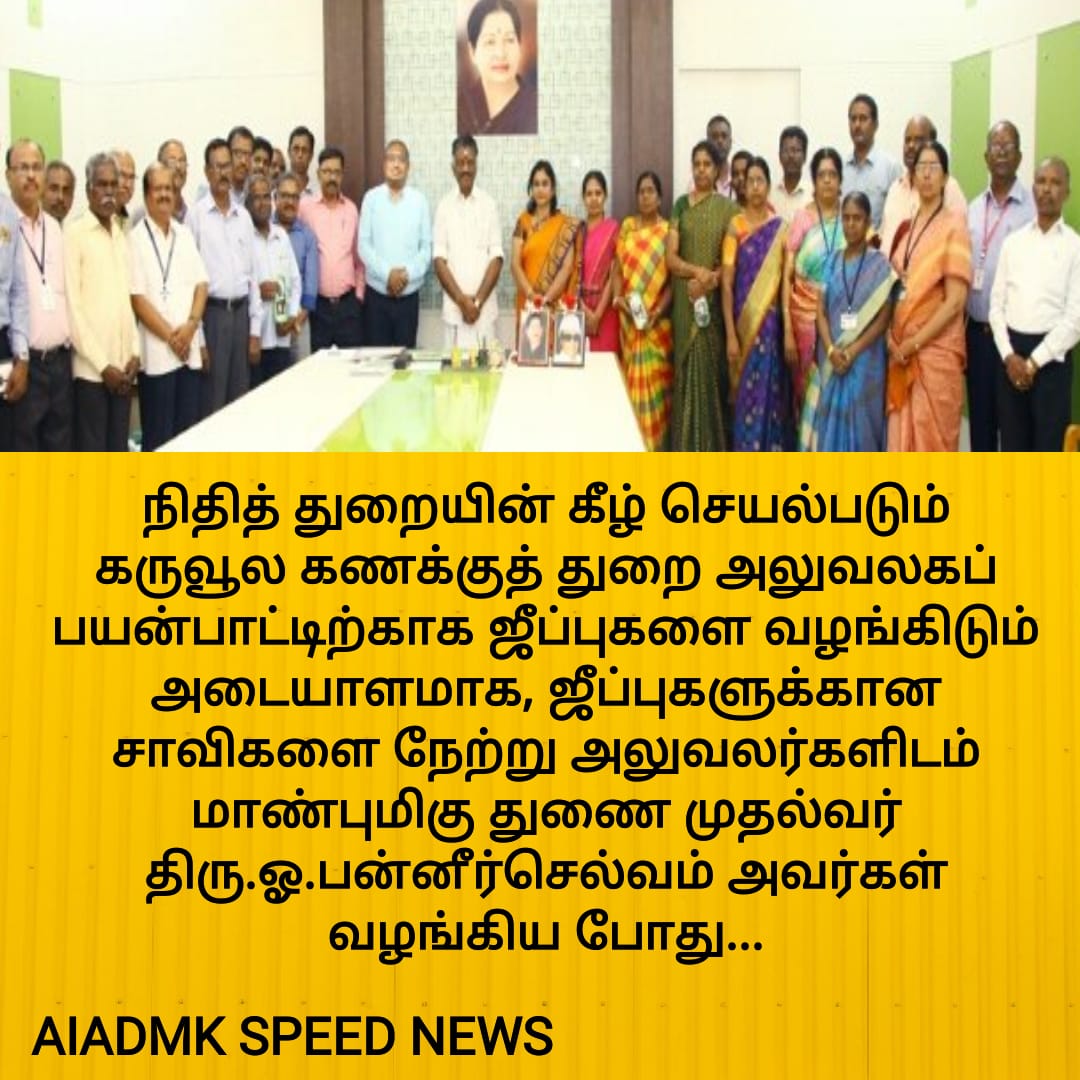 நிதித் துறையின் கீழ் செயல்படும்
கருவூல கணக்குத் துறை அலுவலகப்
பயன்பாட்டிற்காக ஜீப்புகளை வழங்கிடும்
அடையாளமாக, ஜீப்புகளுக்கான
சாவிகளை நேற்று அலுவலர்களிடம்
மாண்புமிகு துணை முதல்வர்
திரு.ஓ.பன்னீர்செல்வம் அவர்கள்
வழங்கிய போது...
AIADMK SPEED NEWS